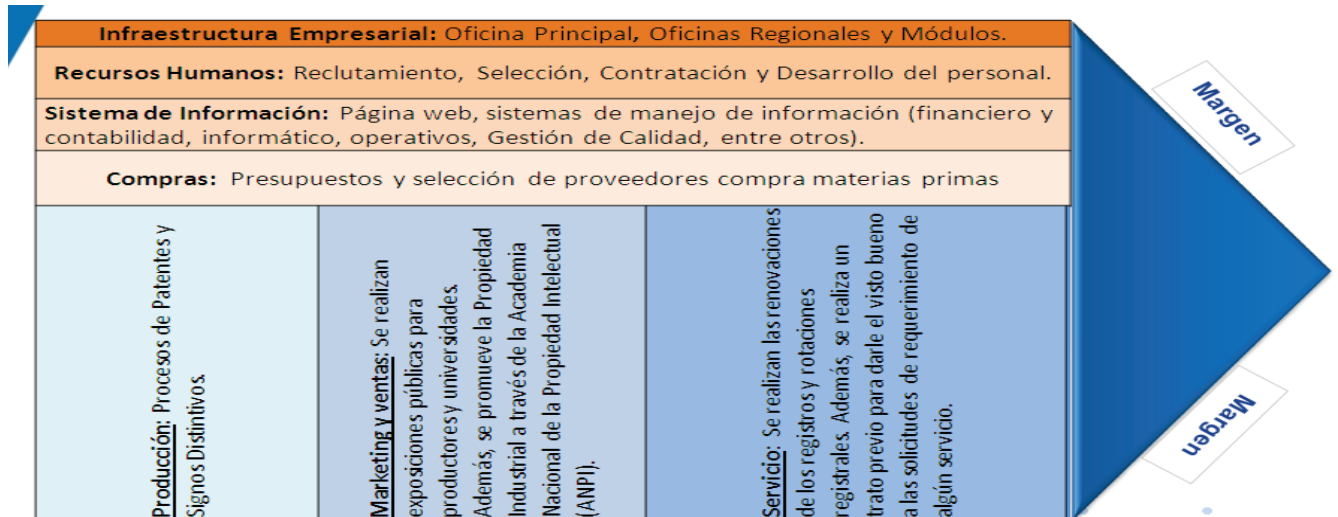 Infraestructura Empresarial: Oficina Principal, Oficinas Regionales y Módulos.
Recursos Humanos: Reclutamiento, Selección, Contratación y Desarrollo del personal.
Sistema de Información: Página web, sistemas de manejo de información (financiero y
contabilidad, informático, operativos, Gestión de Calidad, entre otros).
Compras: Presupuestos y selección de proveedores compra materias primas
Producción: Procesos de Patentes y
Signos Distintivos.
Marketing y ventas: Se realizan
exposiciones públicas para
productores y universidades.
Además, se promueve la Propiedad
Industrial a través de la Academia
Nacional de la Propiedad Intelectual
(ANPI).
Servicio: Se realizan las renovaciones
de los registros y rotaciones
registrales. Además, se realiza un
trato previo para darle el visto bueno
a las solicitudes de requerimiento de
algún servicio.
Margen
Margen